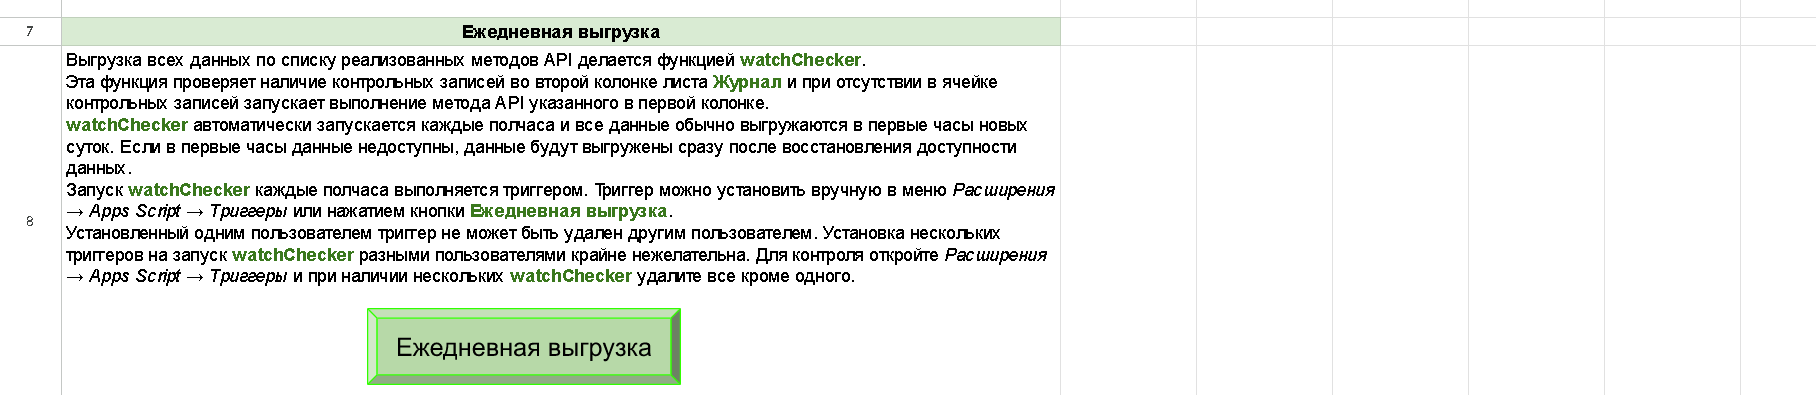 7
Ежедневная выгрузка
Выгрузка всех данных по списку реализованных методов API делается функцией watchChecker.
Эта функция проверяет наличие контрольных записей во второй колонке листа Журнал и при отсутствии в ячейке
контрольных записей запускает выполнение метода API указанного в первой колонке.
watchChecker автоматически запускается каждые полчаса и все данные обычно выгружаются в первые часы новых
суток. Если в первые часы данные недоступны, данные будут выгружены сразу после восстановления доступности
данных.
Запуск watchChecker каждые полчаса выполняется триггером. Триггер можно установить вручную в меню Расширения
→ Apps Script → Триггеры или нажатием кнопки Ежедневная выгрузка.
8
Установленный одним пользователем триггер не может быть удален другим пользователем. Установка нескольких
триггеров на запуск watchChecker разными пользователями крайне нежелательна. Для контроля откройте Расширения
→ Apps Script → Триггеры и при наличии нескольких watchChecker удалите все кроме одного.
Ежедневная выгрузка